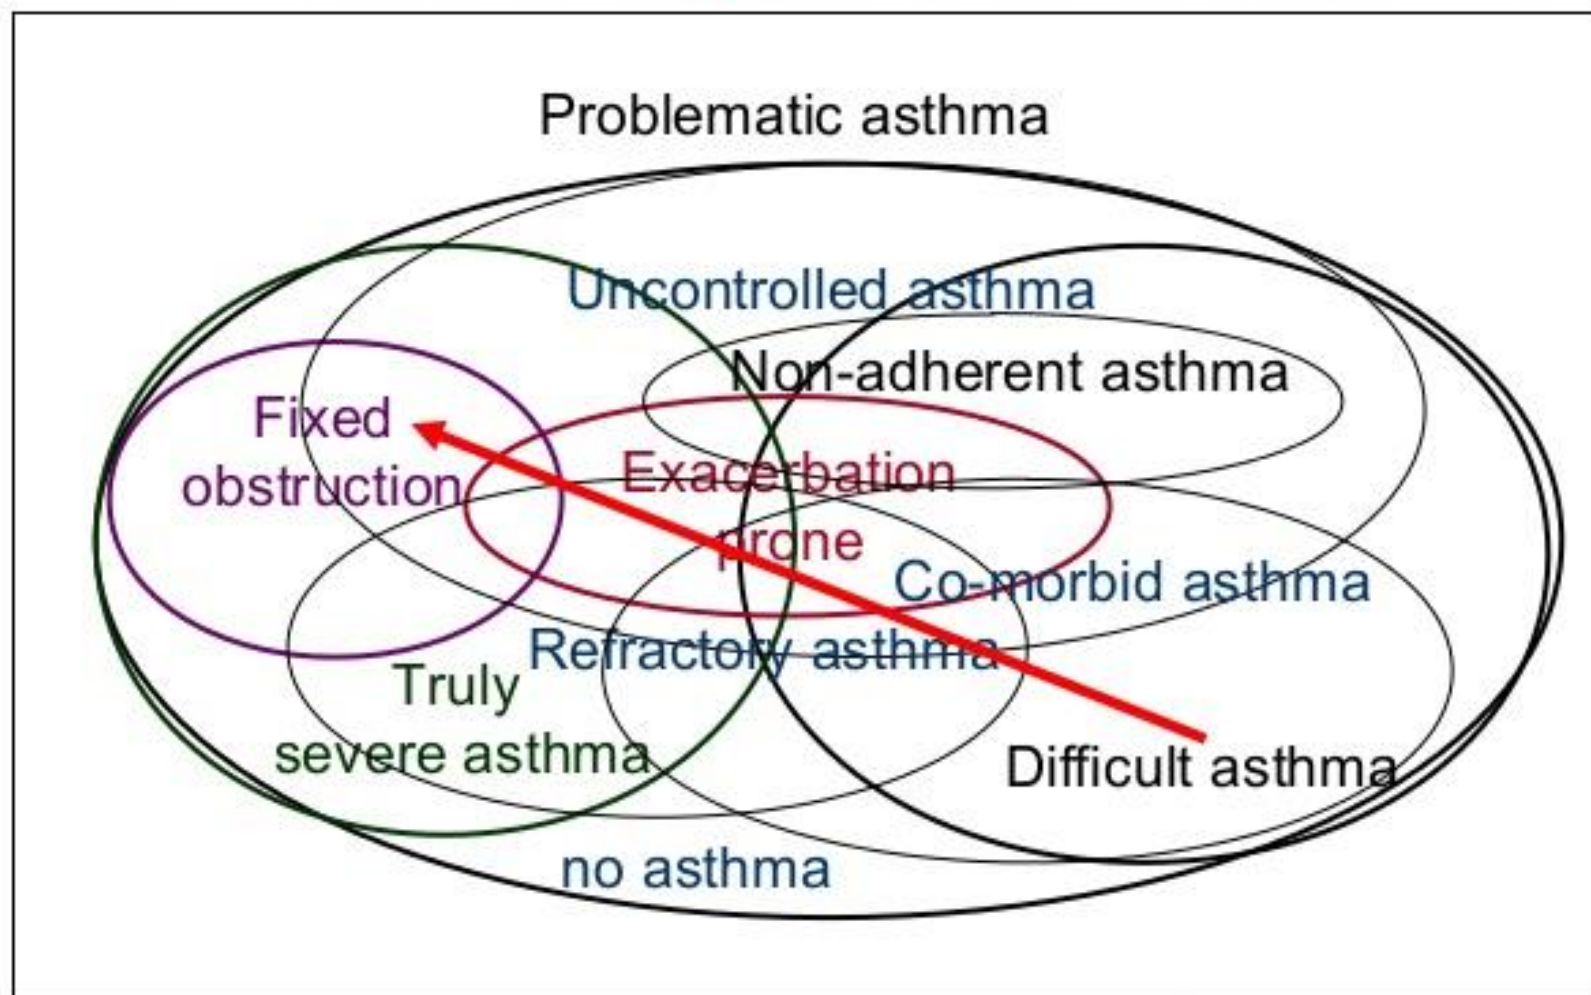 Problematic asthma
Uncontrolled asthma
Non-adherent asthma
Fixed
obstruction
Exacerbation
prone
Co-morbid asthma
Refractory asthma
Truly
severe asthma
Difficult asthma
no asthma